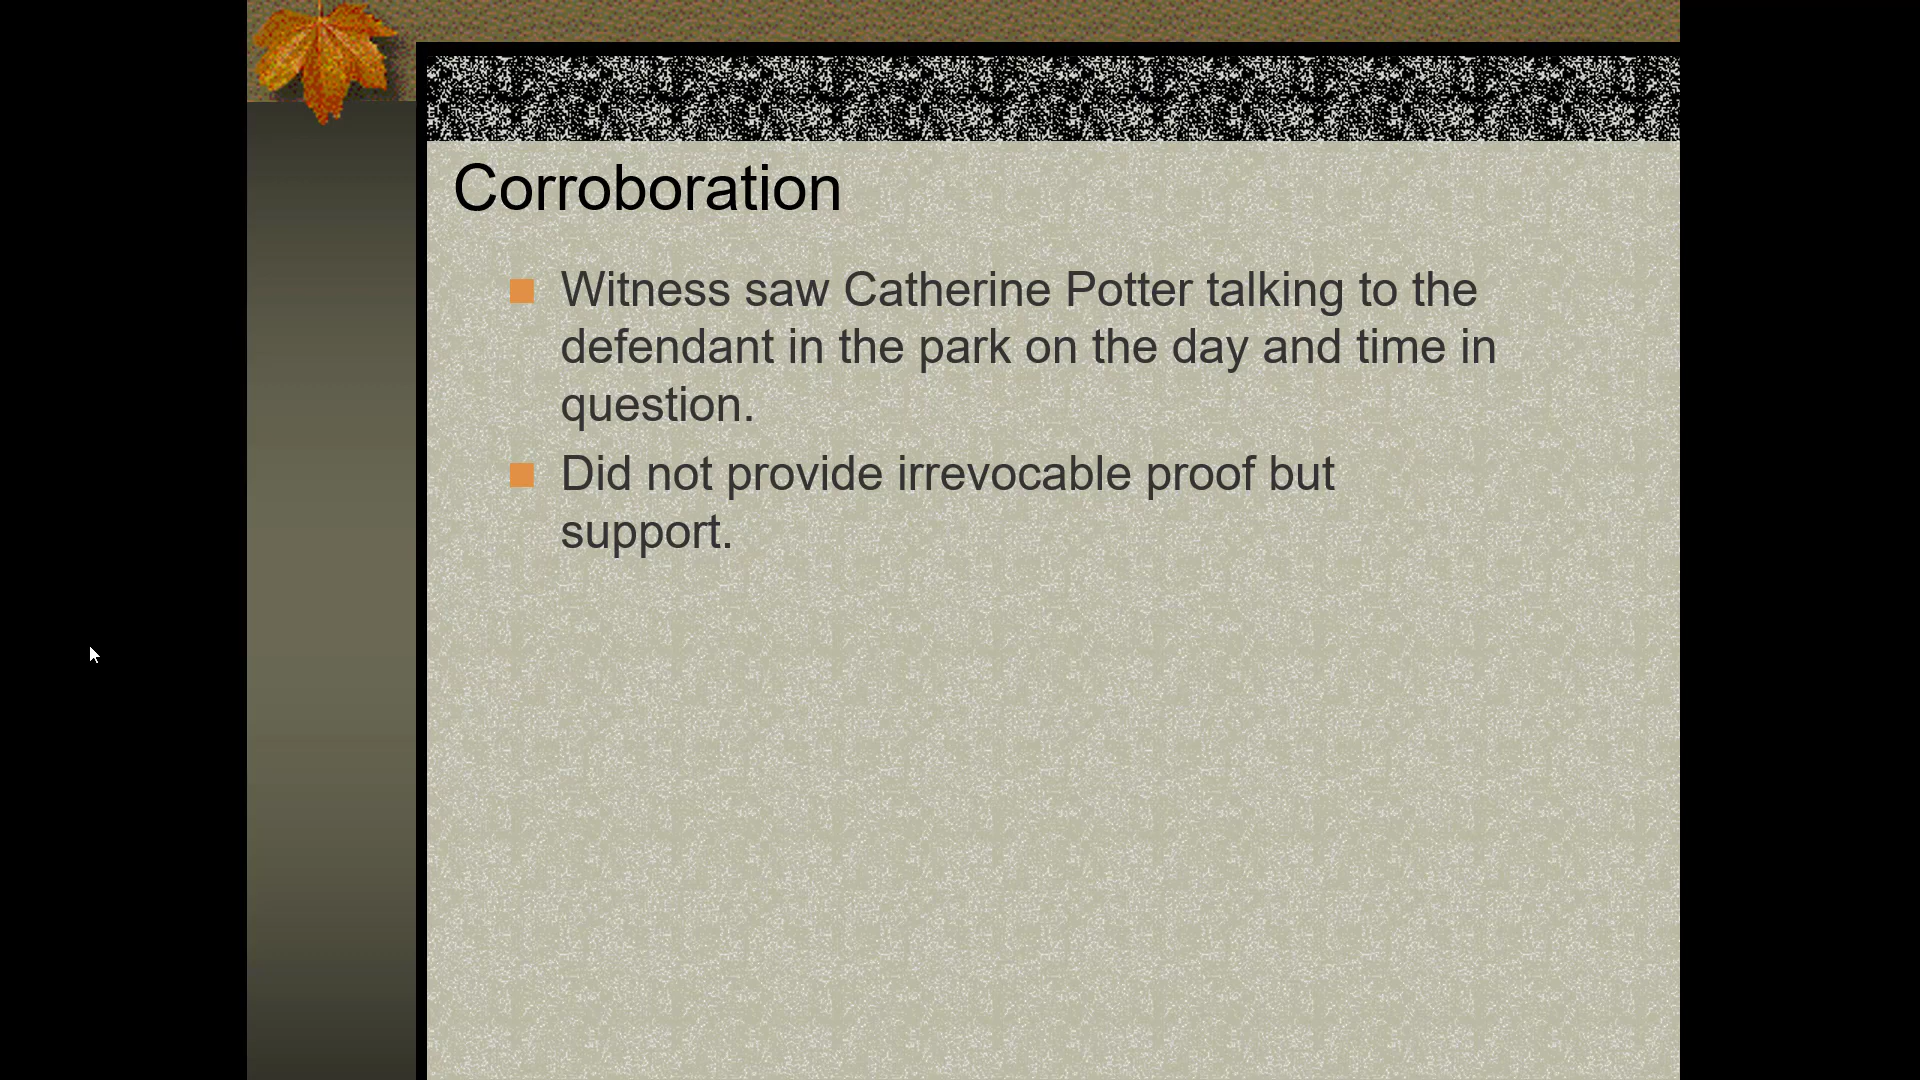 Corroboration
Witness saw Catherine Potter talking to the
defendant in the park on the day and time in
question.
Did not provide irrevocable proof but
support.